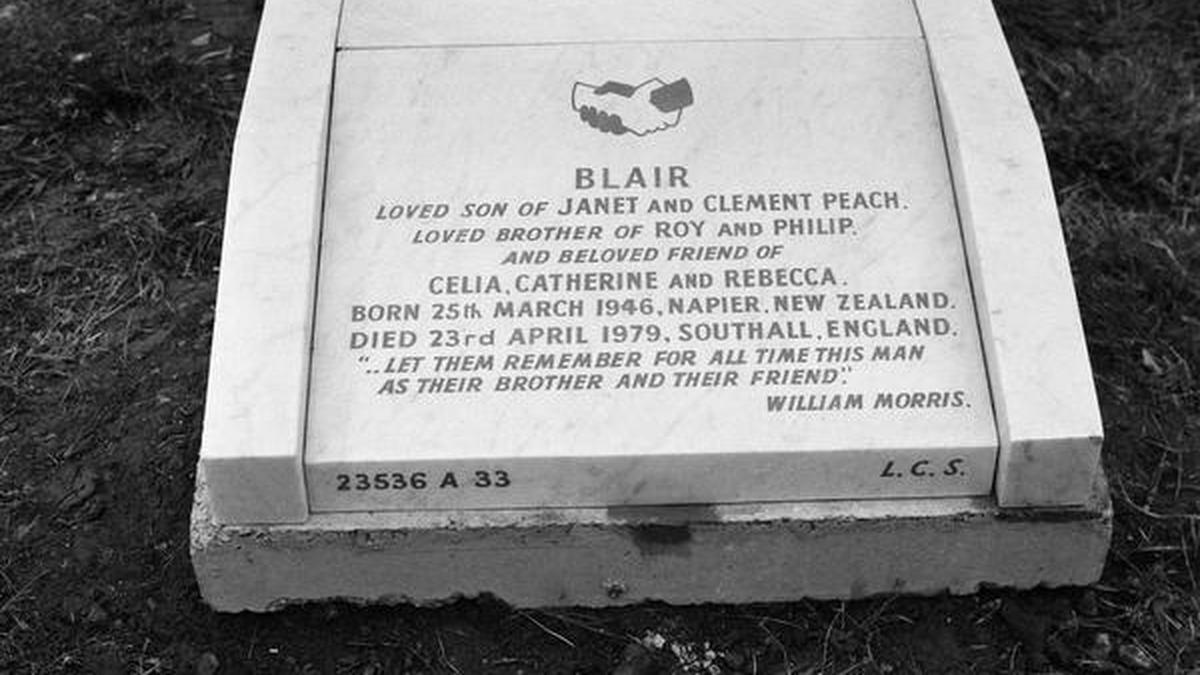 BLAIR
LOVED SON OF JANET AND CLEMENT PEACH.
LOVED BROTHER OF ROY AND PHILIP.
AND BELOVED FRIEND OF
CELIA, CATHERINE AND REBECCA.
BORN 25th MARCH 1946, NAPIER, NEW ZEALAND.
DIED 23rd APRIL 1979, SOUTHALL, ENGLAND.
"..LET THEM REMEMBER FOR ALL TIME THIS MAN
AS THEIR BROTHER AND THEIR FRIEND."
WILLIAM MORRIS.
23536 A 33 L.C.S.